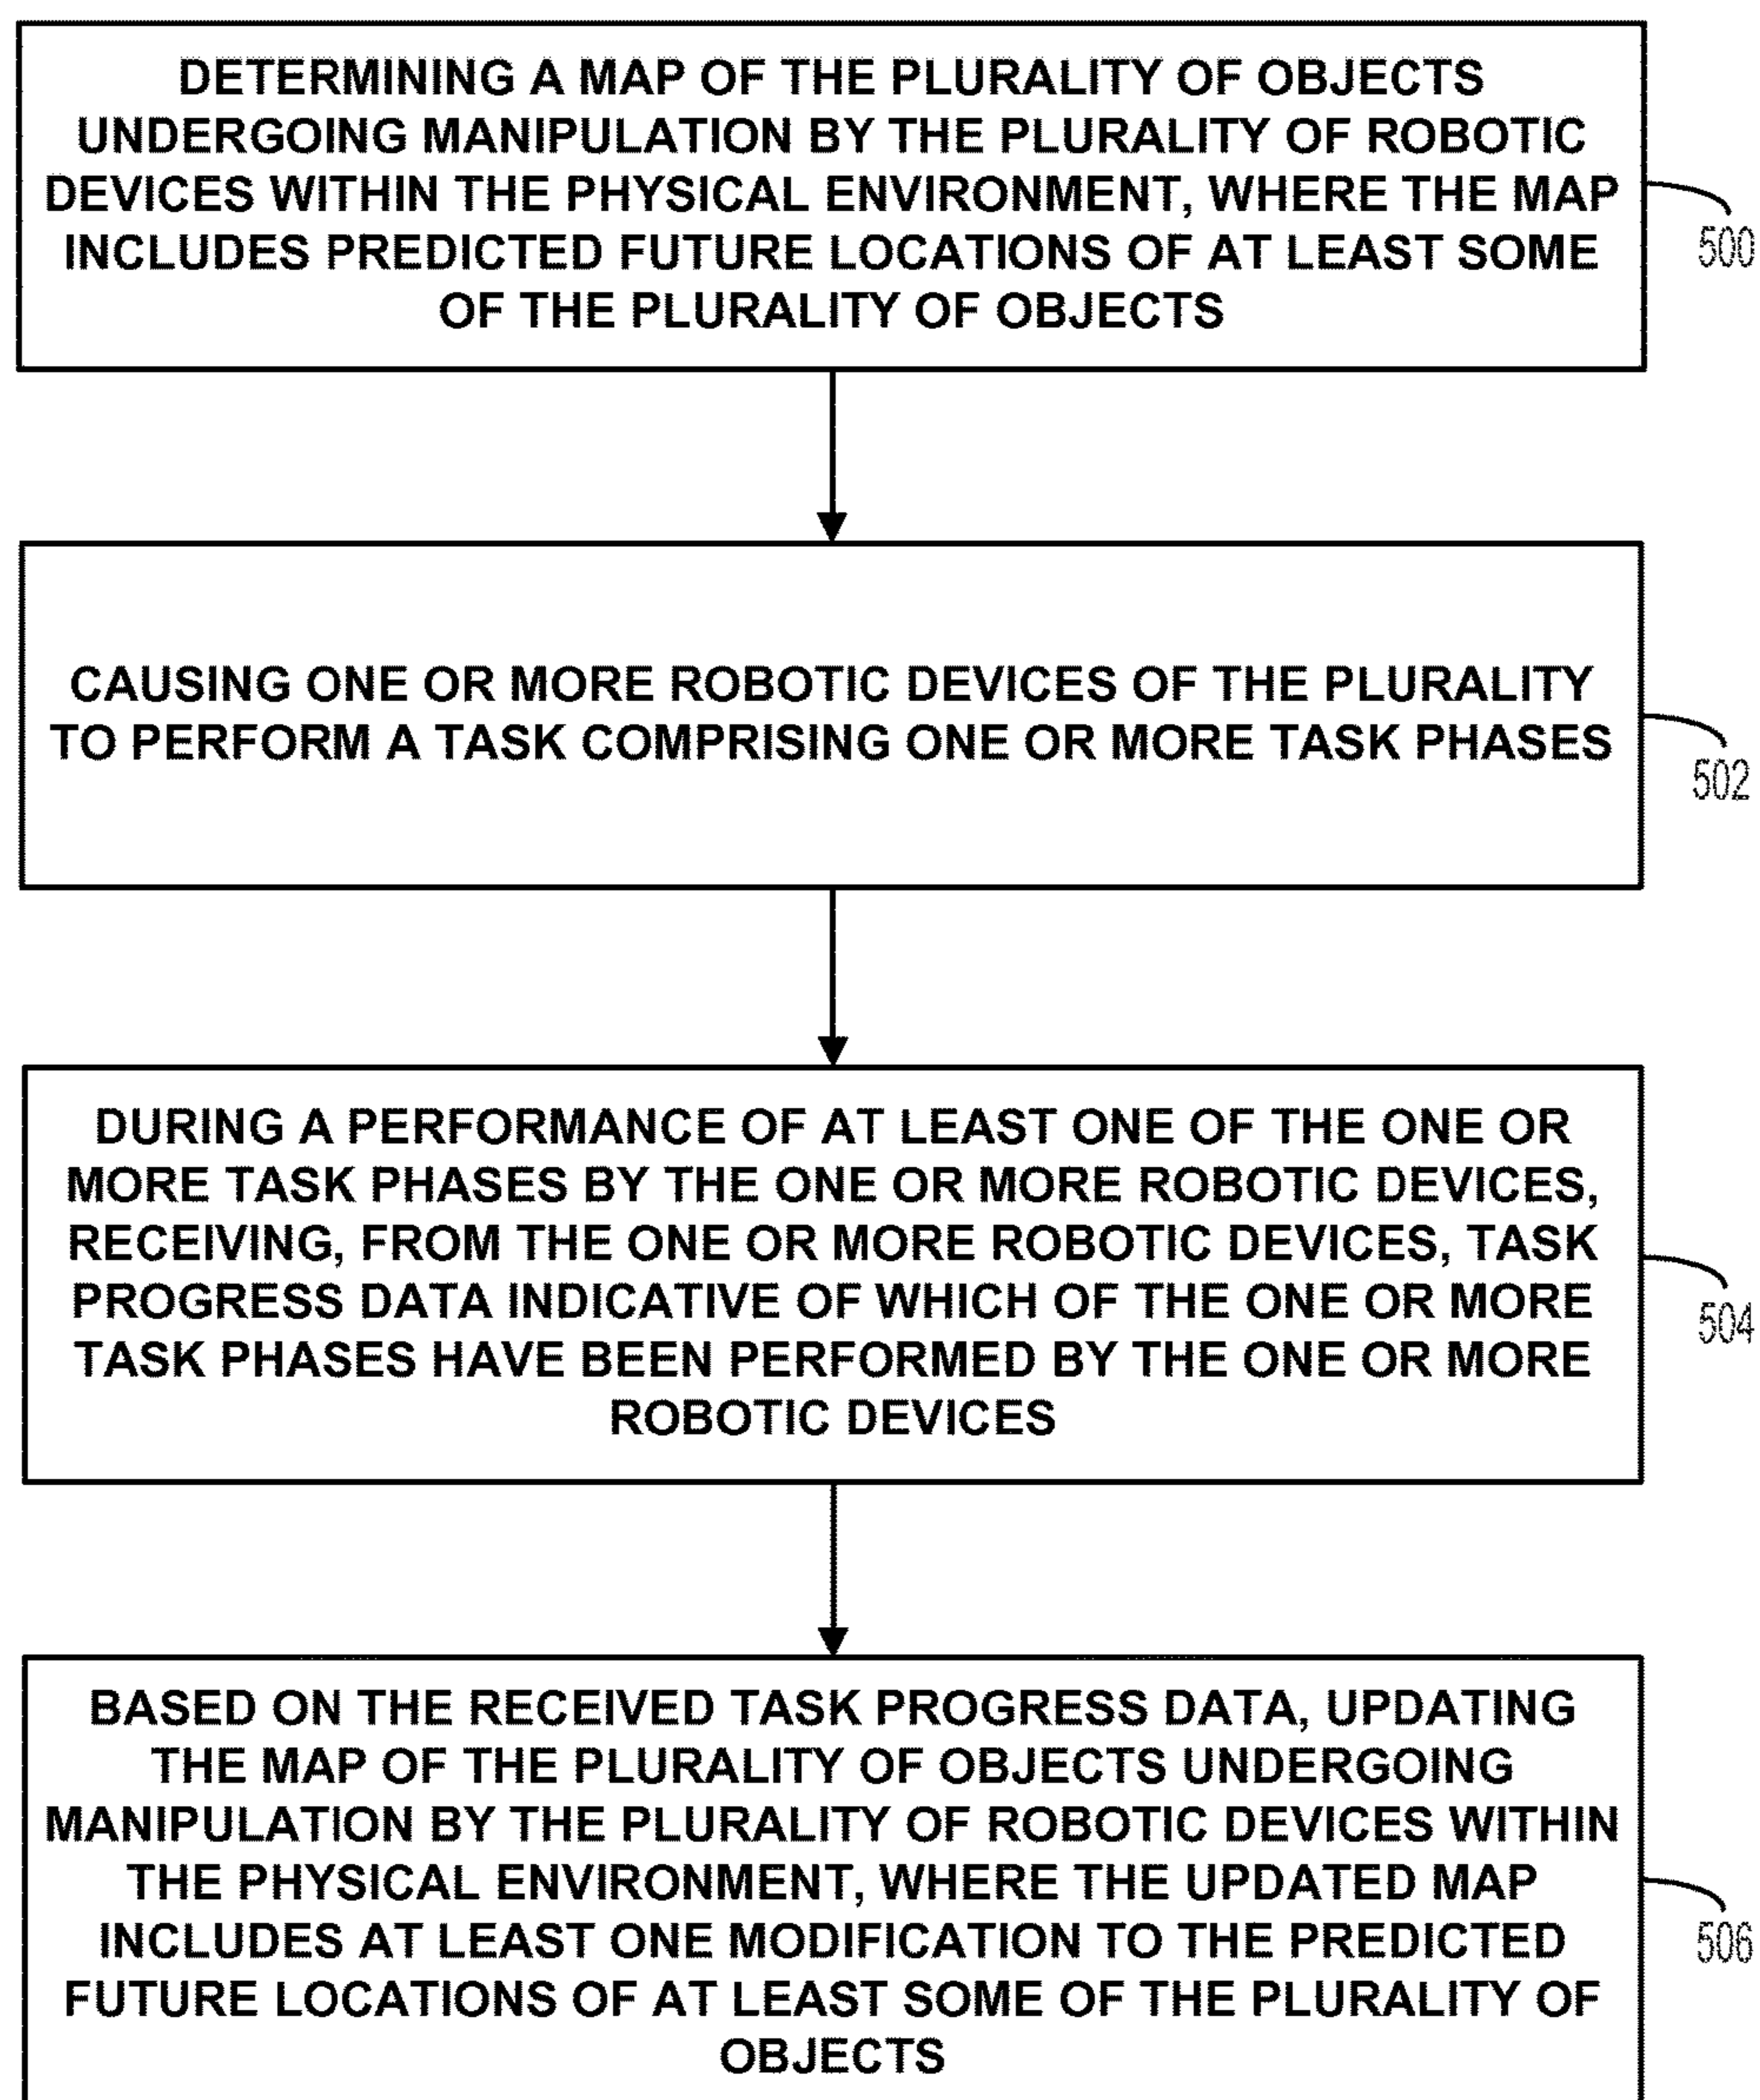 DETERMINING A MAP OF THE PLURALITY OF OBJECTS
UNDERGOING MANIPULATION BY THE PLURALITY OF ROBOTIC
DEVICES WITHIN THE PHYSICAL ENVIRONMENT, WHERE THE MAP
INCLUDES PREDICTED FUTURE LOCATIONS OF AT LEAST SOME
OF THE PLURALITY OF OBJECTS
500
CAUSING ONE OR MORE ROBOTIC DEVICES OF THE PLURALITY
TO PERFORM A TASK COMPRISING ONE OR MORE TASK PHASES
502
DURING A PERFORMANCE OF AT LEAST ONE OF THE ONE OR
MORE TASK PHASES BY THE ONE OR MORE ROBOTIC DEVICES,
RECEIVING, FROM THE ONE OR MORE ROBOTIC DEVICES, TASK
PROGRESS DATA INDICATIVE OF WHICH OF THE ONE OR MORE
TASK PHASES HAVE BEEN PERFORMED BY THE ONE OR MORE
ROBOTIC DEVICES
504
BASED ON THE RECEIVED TASK PROGRESS DATA, UPDATING
THE MAP OF THE PLURALITY OF OBJECTS UNDERGOING
MANIPULATION BY THE PLURALITY OF ROBOTIC DEVICES WITHIN
THE PHYSICAL ENVIRONMENT, WHERE THE UPDATED MAP
INCLUDES AT LEAST ONE MODIFICATION TO THE PREDICTED
FUTURE LOCATIONS OF AT LEAST SOME OF THE PLURALITY OF
OBJECTS
506